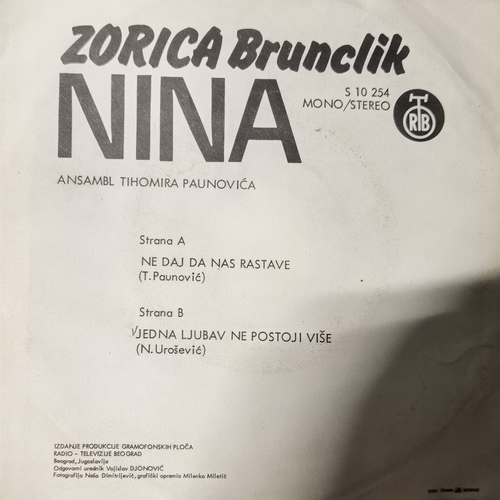 ZORICA Brunclik
NINA
S 10 254
MONO/STEREO
RTB
ANSAMBL TIHOMIRA PAUNOVIĆA
Strana A
NE DAJ DA NAS RASTAVE
(T.Paunović)
Strana B
JEDNA LJUBAV NE POSTOJI VIŠE
(N.Urošević)
IZDANJE PRODUKCIJE GRAMOFONSKIH PLOČA
RADIO – TELEVIZIJE BEOGRAD
Beograd, Jugoslavija
Odgovorni urednik Vojislav DJONOVIĆ
Fotografija Neša Dimitrijević, grafički oprema Milenko Miletić